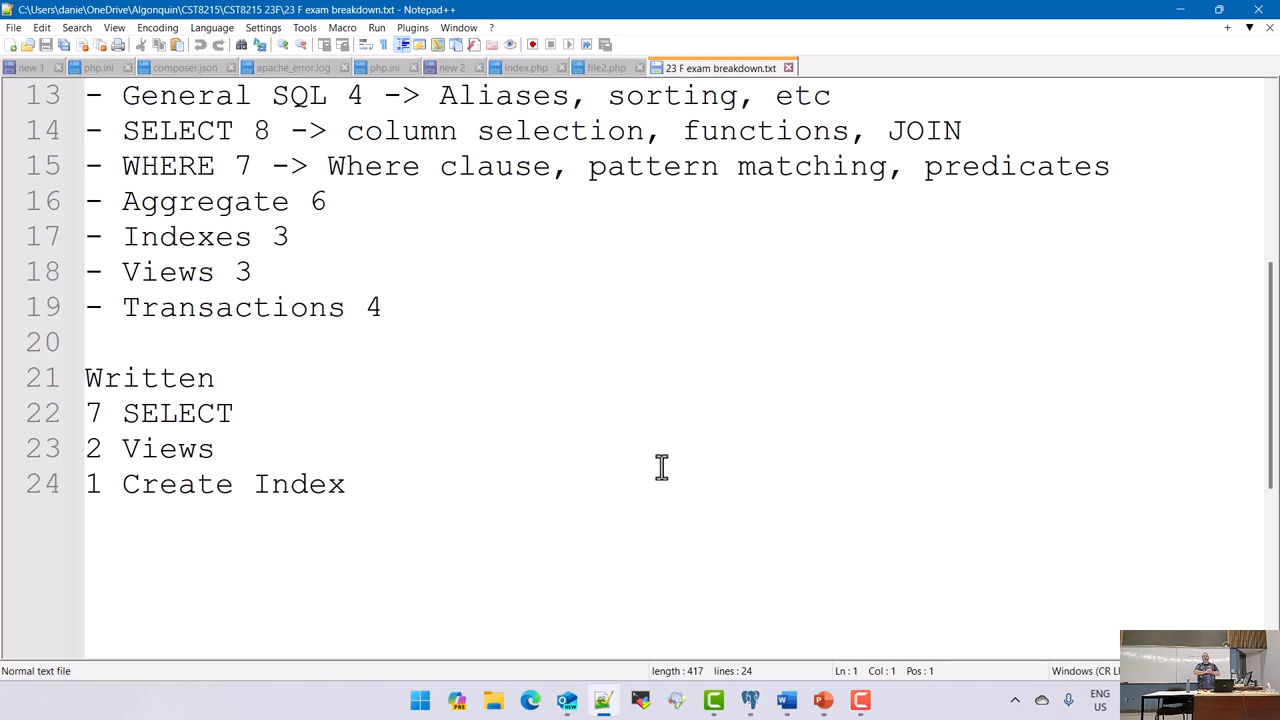 C:\Users\danie\OneDrive\Algonquin\CST8215\CST8215 23F\23 F exam breakdown.txt - Notepad++
File Edit Search View Encoding Language Settings Tools Macro Run Plugins Window ?
new 1 php.ini composer.json apache_error.log php.ini new 2 index.php file2.php 23 F exam breakdown.txt
13 - General SQL 4 -> Aliases, sorting, etc
14 - SELECT 8 -> column selection, functions, JOIN
15 - WHERE 7 -> Where clause, pattern matching, predicates
16 - Aggregate 6
17 - Indexes 3
18 - Views 3
19 - Transactions 4
20
21 Written
22 7 SELECT
23 2 Views
24 1 Create Index
Normal text file length : 417 lines : 24 Ln : 1 Col : 1 Pos : 1 Windows (CR L
ENG
US